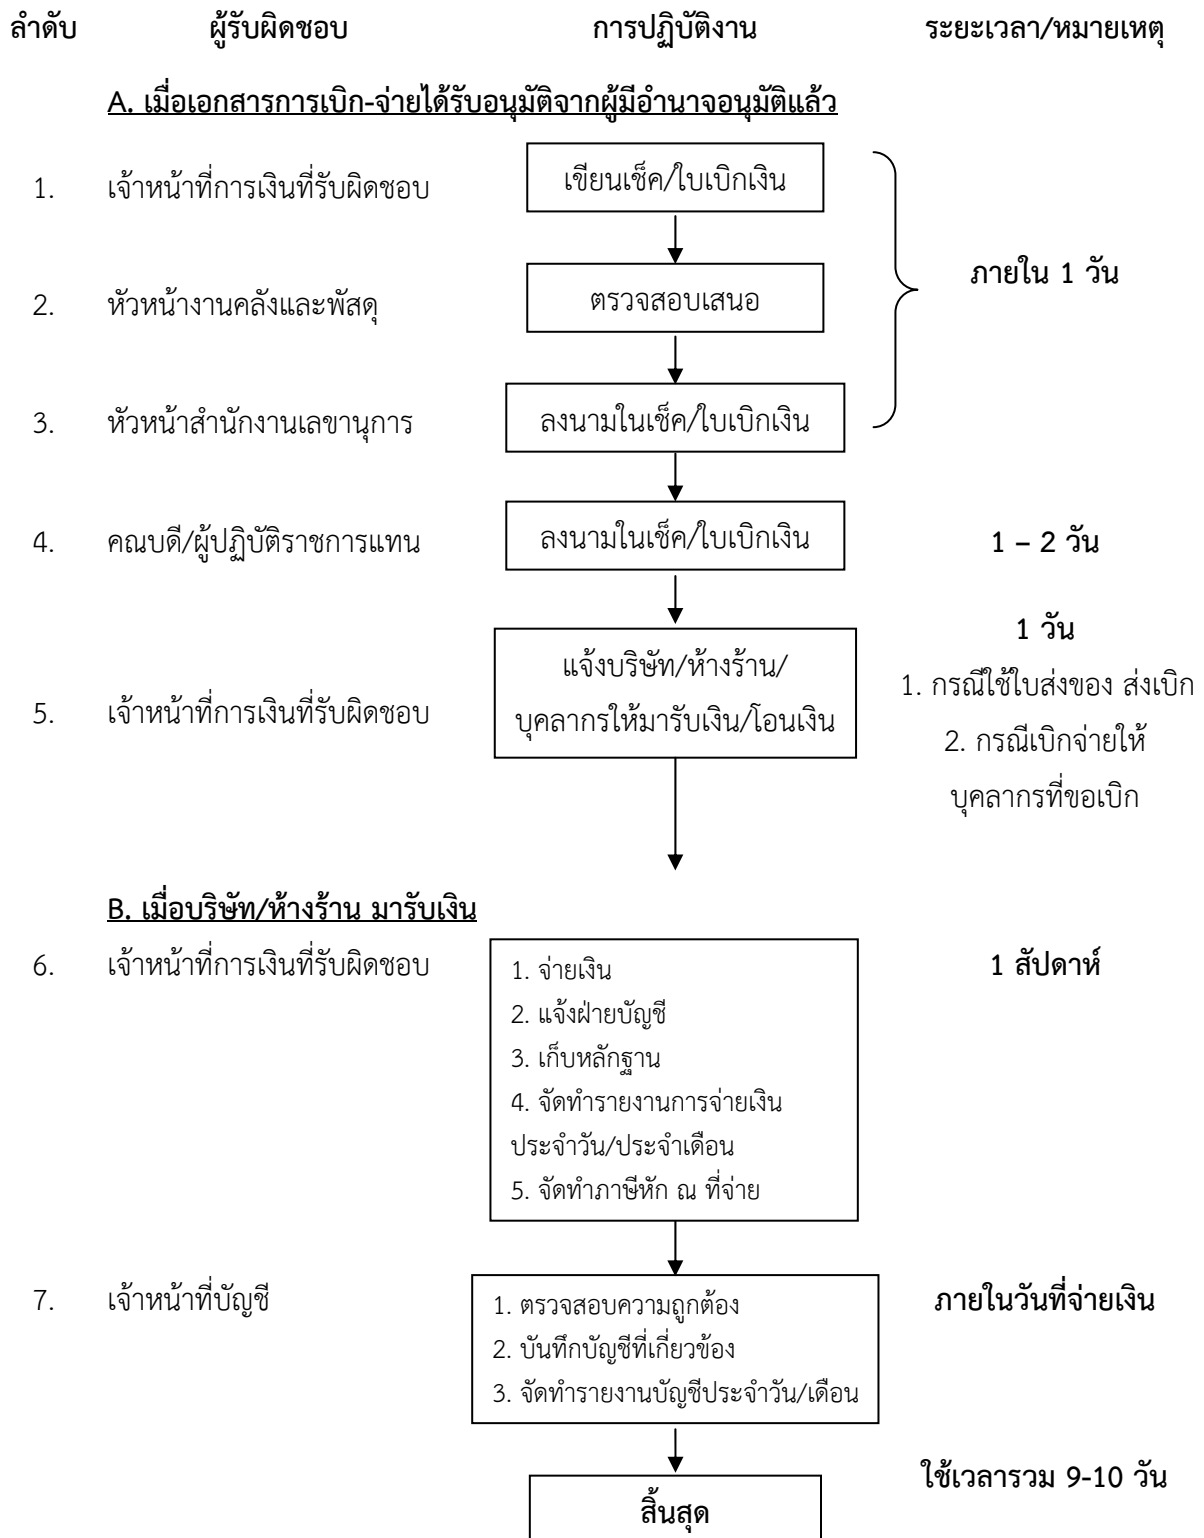 ลำดับ ผู้รับผิดชอบ การปฏิบัติงาน ระยะเวลา/หมายเหตุ
A. เมื่อเอกสารการเบิก-จ่ายได้รับอนุมัติจากผู้มีอำนาจอนุมัติแล้ว
1. เจ้าหน้าที่การเงินที่รับผิดชอบ เขียนเช็ค/ใบเบิกเงิน
ภายใน 1 วัน
2. หัวหน้างานคลังและพัสดุ ตรวจสอบเสนอ
3. หัวหน้าสำนักงานเลขานุการ ลงนามในเช็ค/ใบเบิกเงิน
4. คณบดี/ผู้ปฏิบัติราชการแทน ลงนามในเช็ค/ใบเบิกเงิน 1 – 2 วัน
5. เจ้าหน้าที่การเงินที่รับผิดชอบ
แจ้งบริษัท/ห้างร้าน/
บุคลากรให้มารับเงิน/โอนเงิน
1 วัน
1. กรณีใช้ใบส่งของ ส่งเบิก
2. กรณีเบิกจ่ายให้
บุคลากรที่ขอเบิก
B. เมื่อบริษัท/ห้างร้าน มารับเงิน
6. เจ้าหน้าที่การเงินที่รับผิดชอบ 1 สัปดาห์
1. จ่ายเงิน
2. แจ้งฝ่ายบัญชี
3. เก็บหลักฐาน
4. จัดทำรายงานการจ่ายเงิน
ประจำวัน/ประจำเดือน
5. จัดทำภาษีหัก ณ ที่จ่าย
7. เจ้าหน้าที่บัญชี ภายในวันที่จ่ายเงิน
1. ตรวจสอบความถูกต้อง
2. บันทึกบัญชีที่เกี่ยวข้อง
3. จัดทำรายงานบัญชีประจำวัน/เดือน
ใช้เวลารวม 9-10 วัน
สิ้นสุด